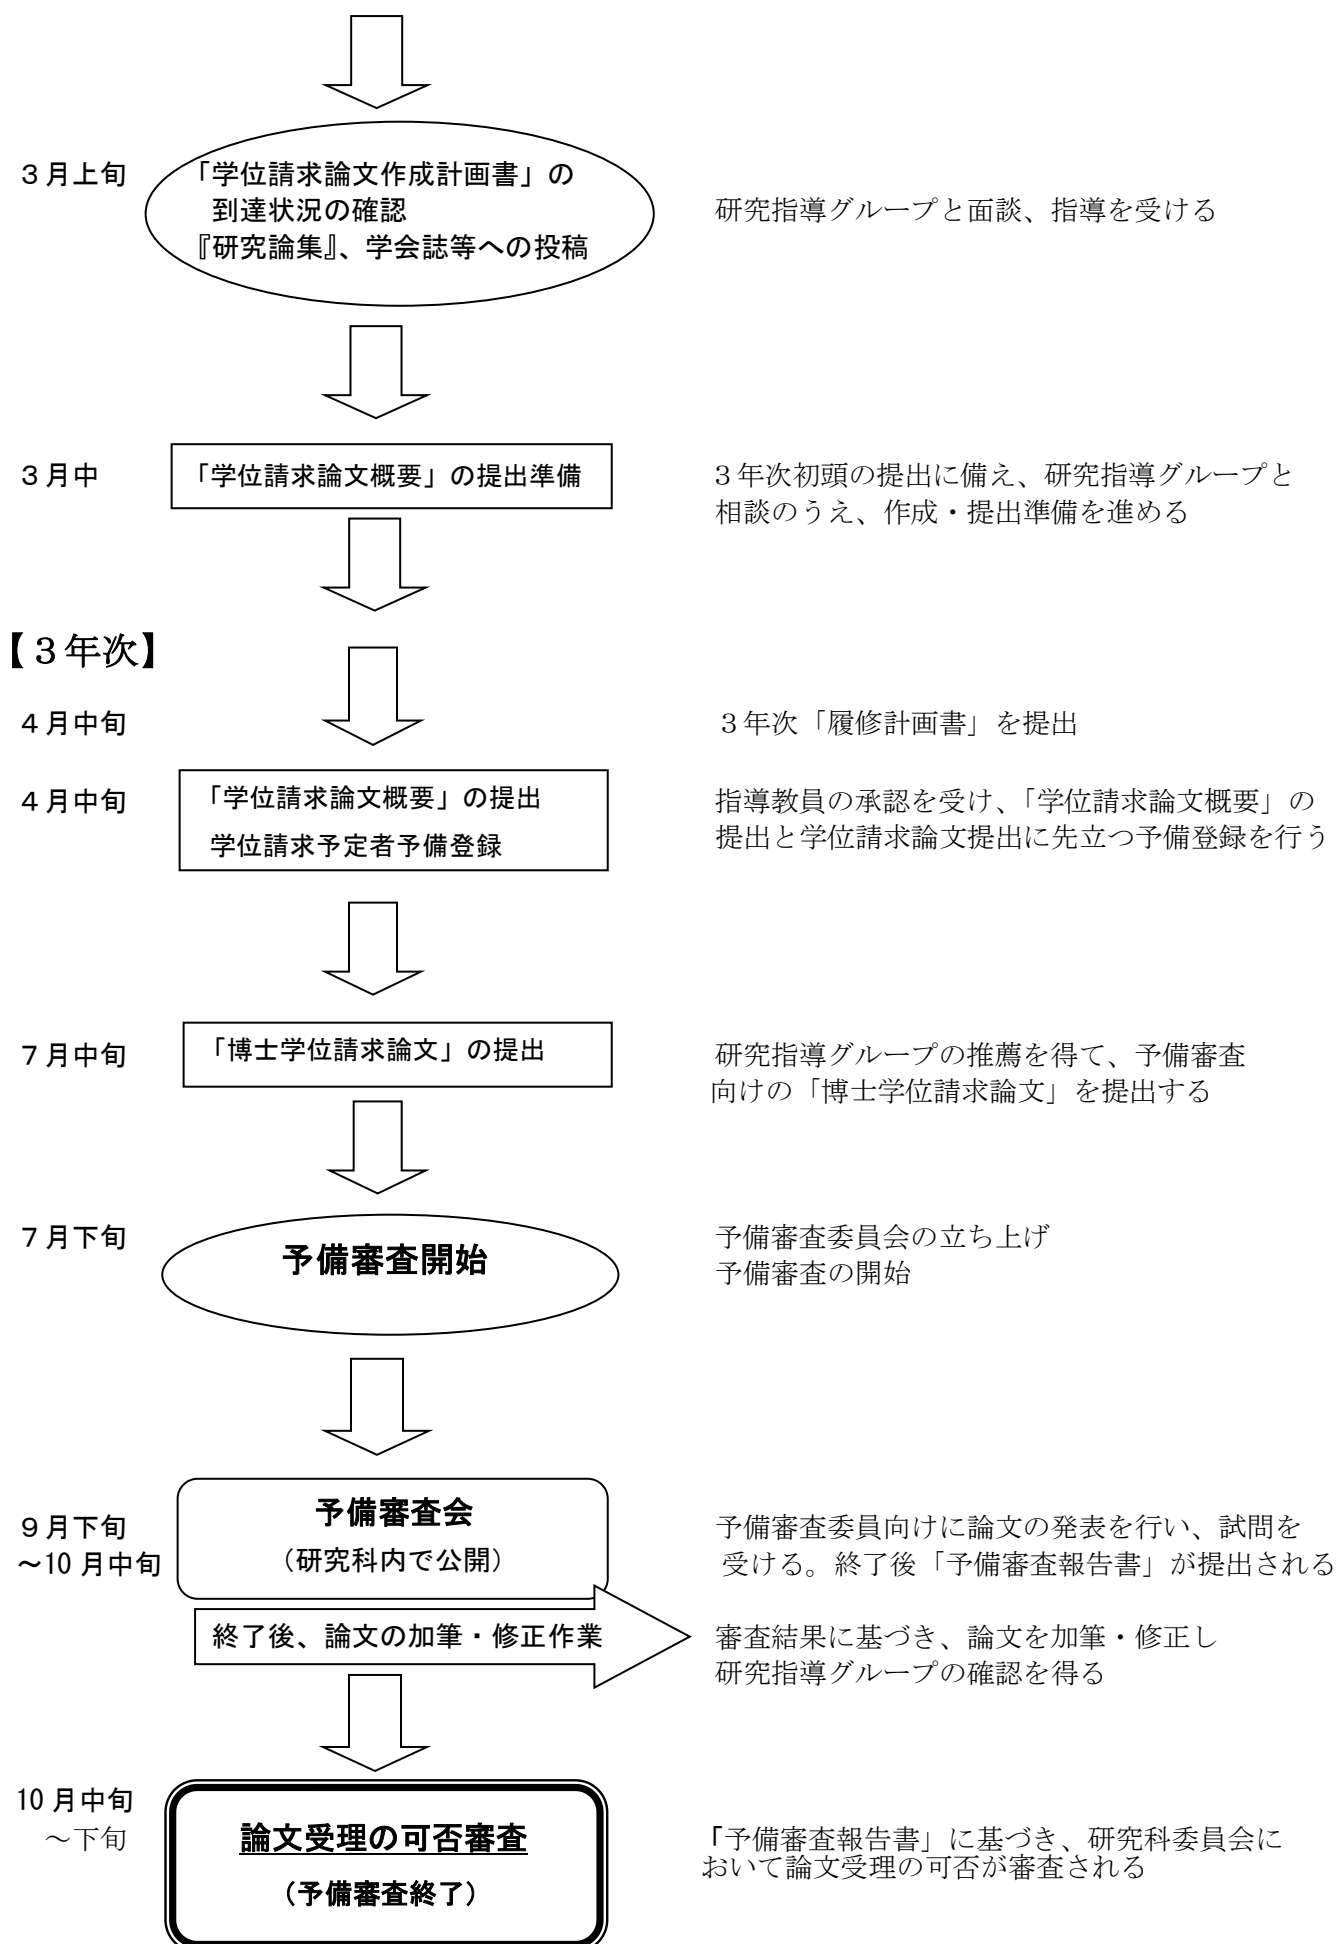 ３月上旬
「学位請求論文作成計画書」の
到達状況の確認
『研究論集』、学会誌等への投稿
研究指導グループと面談、指導を受ける
３月中
「学位請求論文概要」の提出準備
３年次初頭の提出に備え、研究指導グループと
相談のうえ、作成・提出準備を進める
【３年次】
４月中旬
３年次「履修計画書」を提出
４月中旬
「学位請求論文概要」の提出
学位請求予定者予備登録
指導教員の承認を受け、「学位請求論文概要」の
提出と学位請求論文提出に先立つ予備登録を行う
７月中旬
「博士学位請求論文」の提出
研究指導グループの推薦を得て、予備審査
向けの「博士学位請求論文」を提出する
７月下旬
予備審査開始
予備審査委員会の立ち上げ
予備審査の開始
９月下旬
～10月中旬
予備審査会
（研究科内で公開）
予備審査委員向けに論文の発表を行い、試問を
受ける。終了後「予備審査報告書」が提出される
終了後、論文の加筆・修正作業
審査結果に基づき、論文を加筆・修正し
研究指導グループの確認を得る
10月中旬
～下旬
論文受理の可否審査
（予備審査終了）
「予備審査報告書」に基づき、研究科委員会に
おいて論文受理の可否が審査される